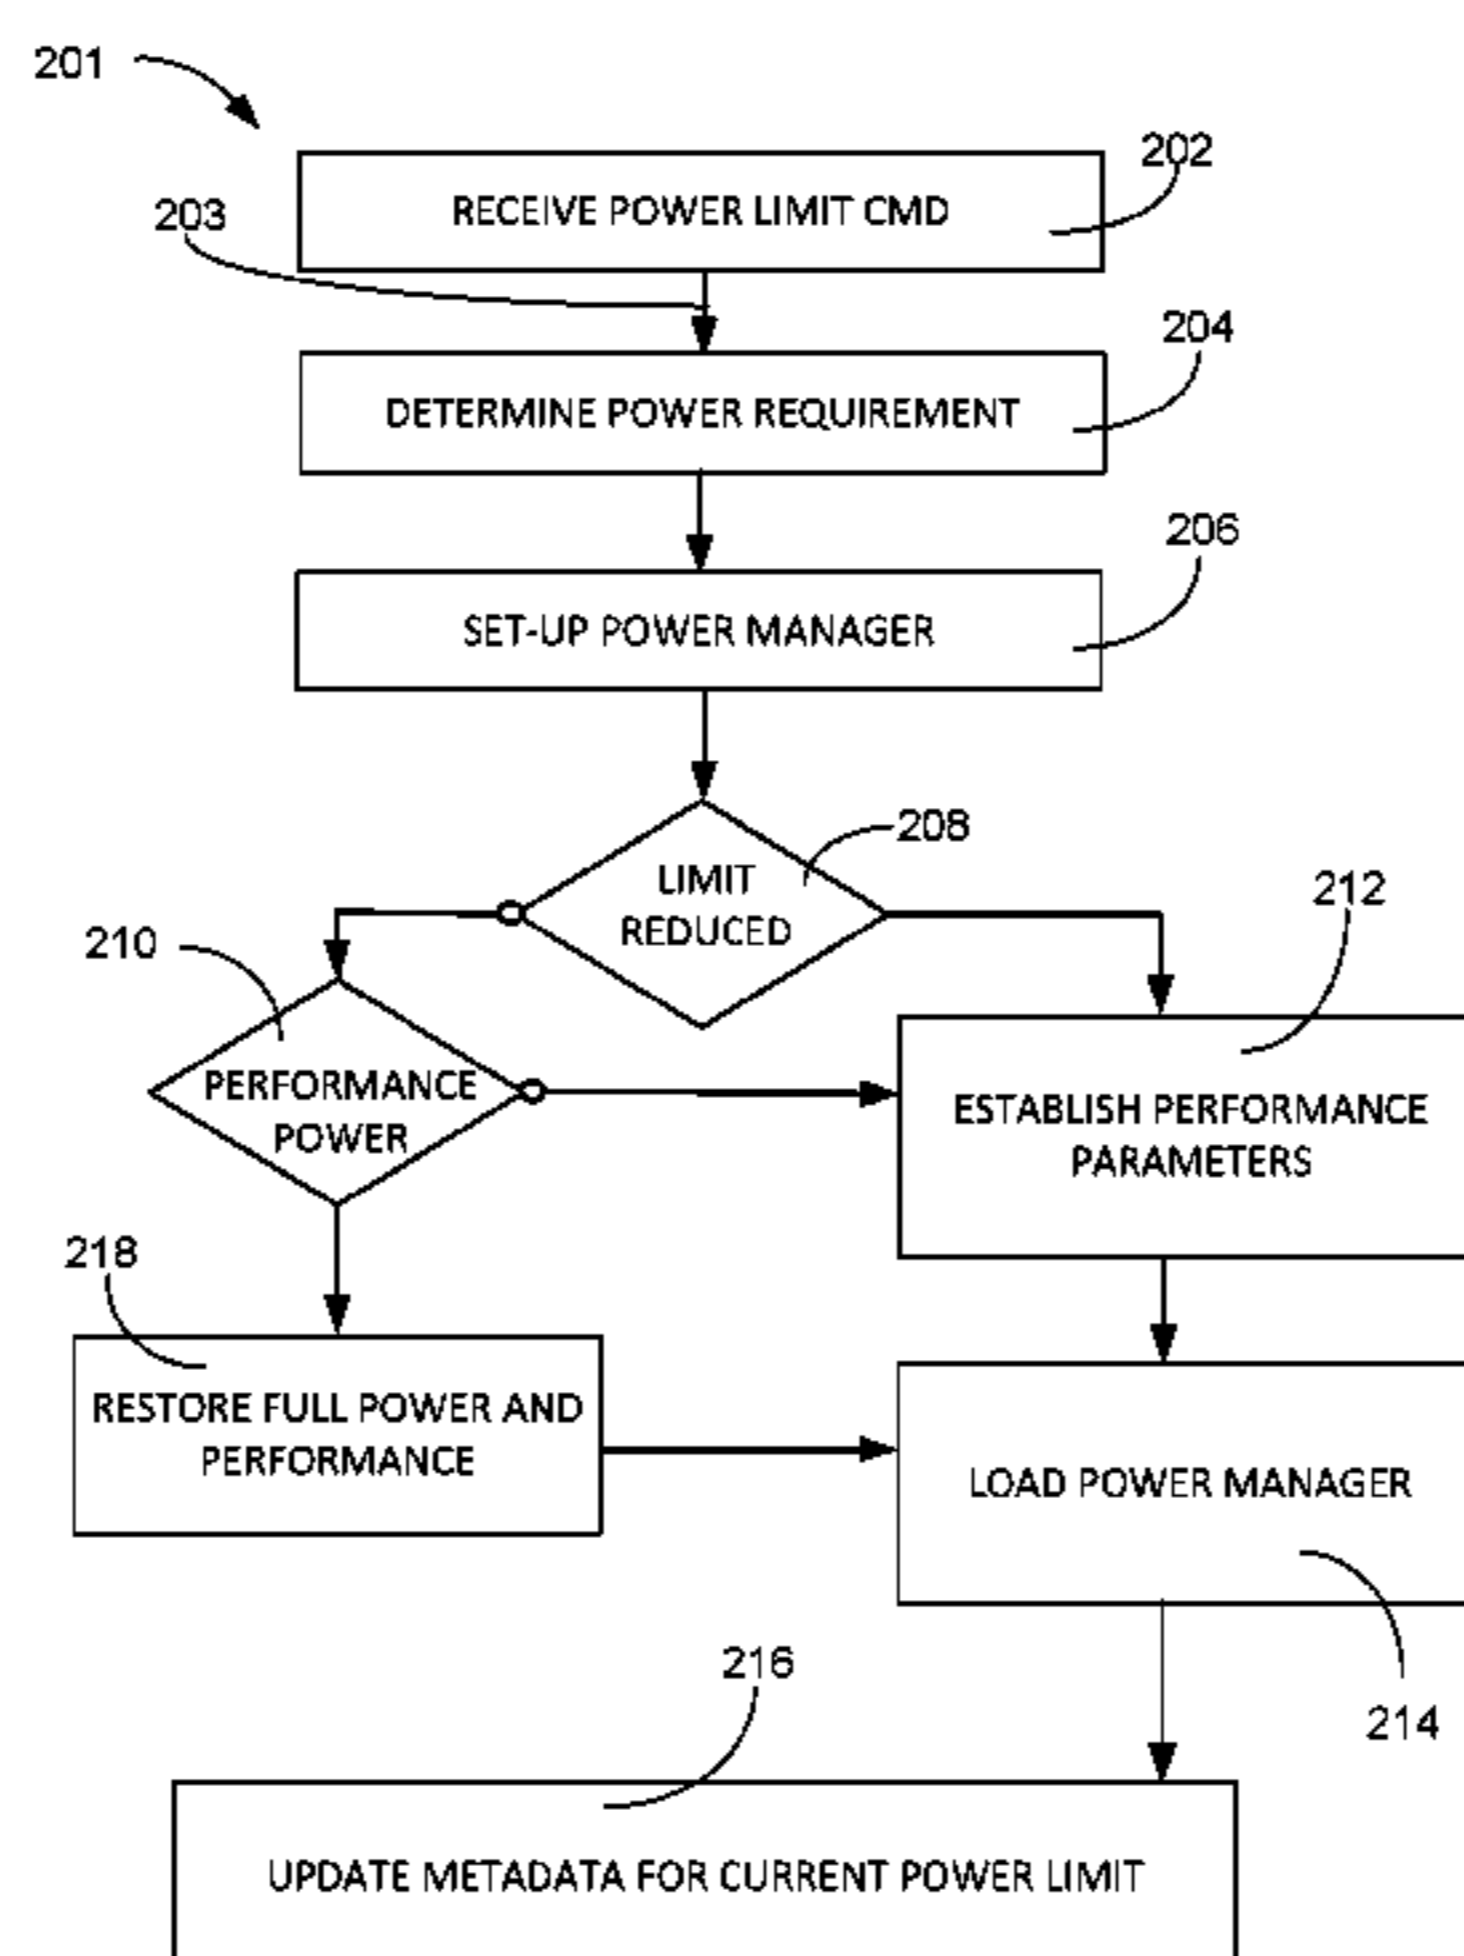 201
202
RECEIVE POWER LIMIT CMD
203
204
DETERMINE POWER REQUIREMENT
206
SET-UP POWER MANAGER
208
LIMIT
REDUCED
210
212
PERFORMANCE
POWER
ESTABLISH PERFORMANCE
PARAMETERS
218
RESTORE FULL POWER AND
PERFORMANCE
LOAD POWER MANAGER
214
216
UPDATE METADATA FOR CURRENT POWER LIMIT